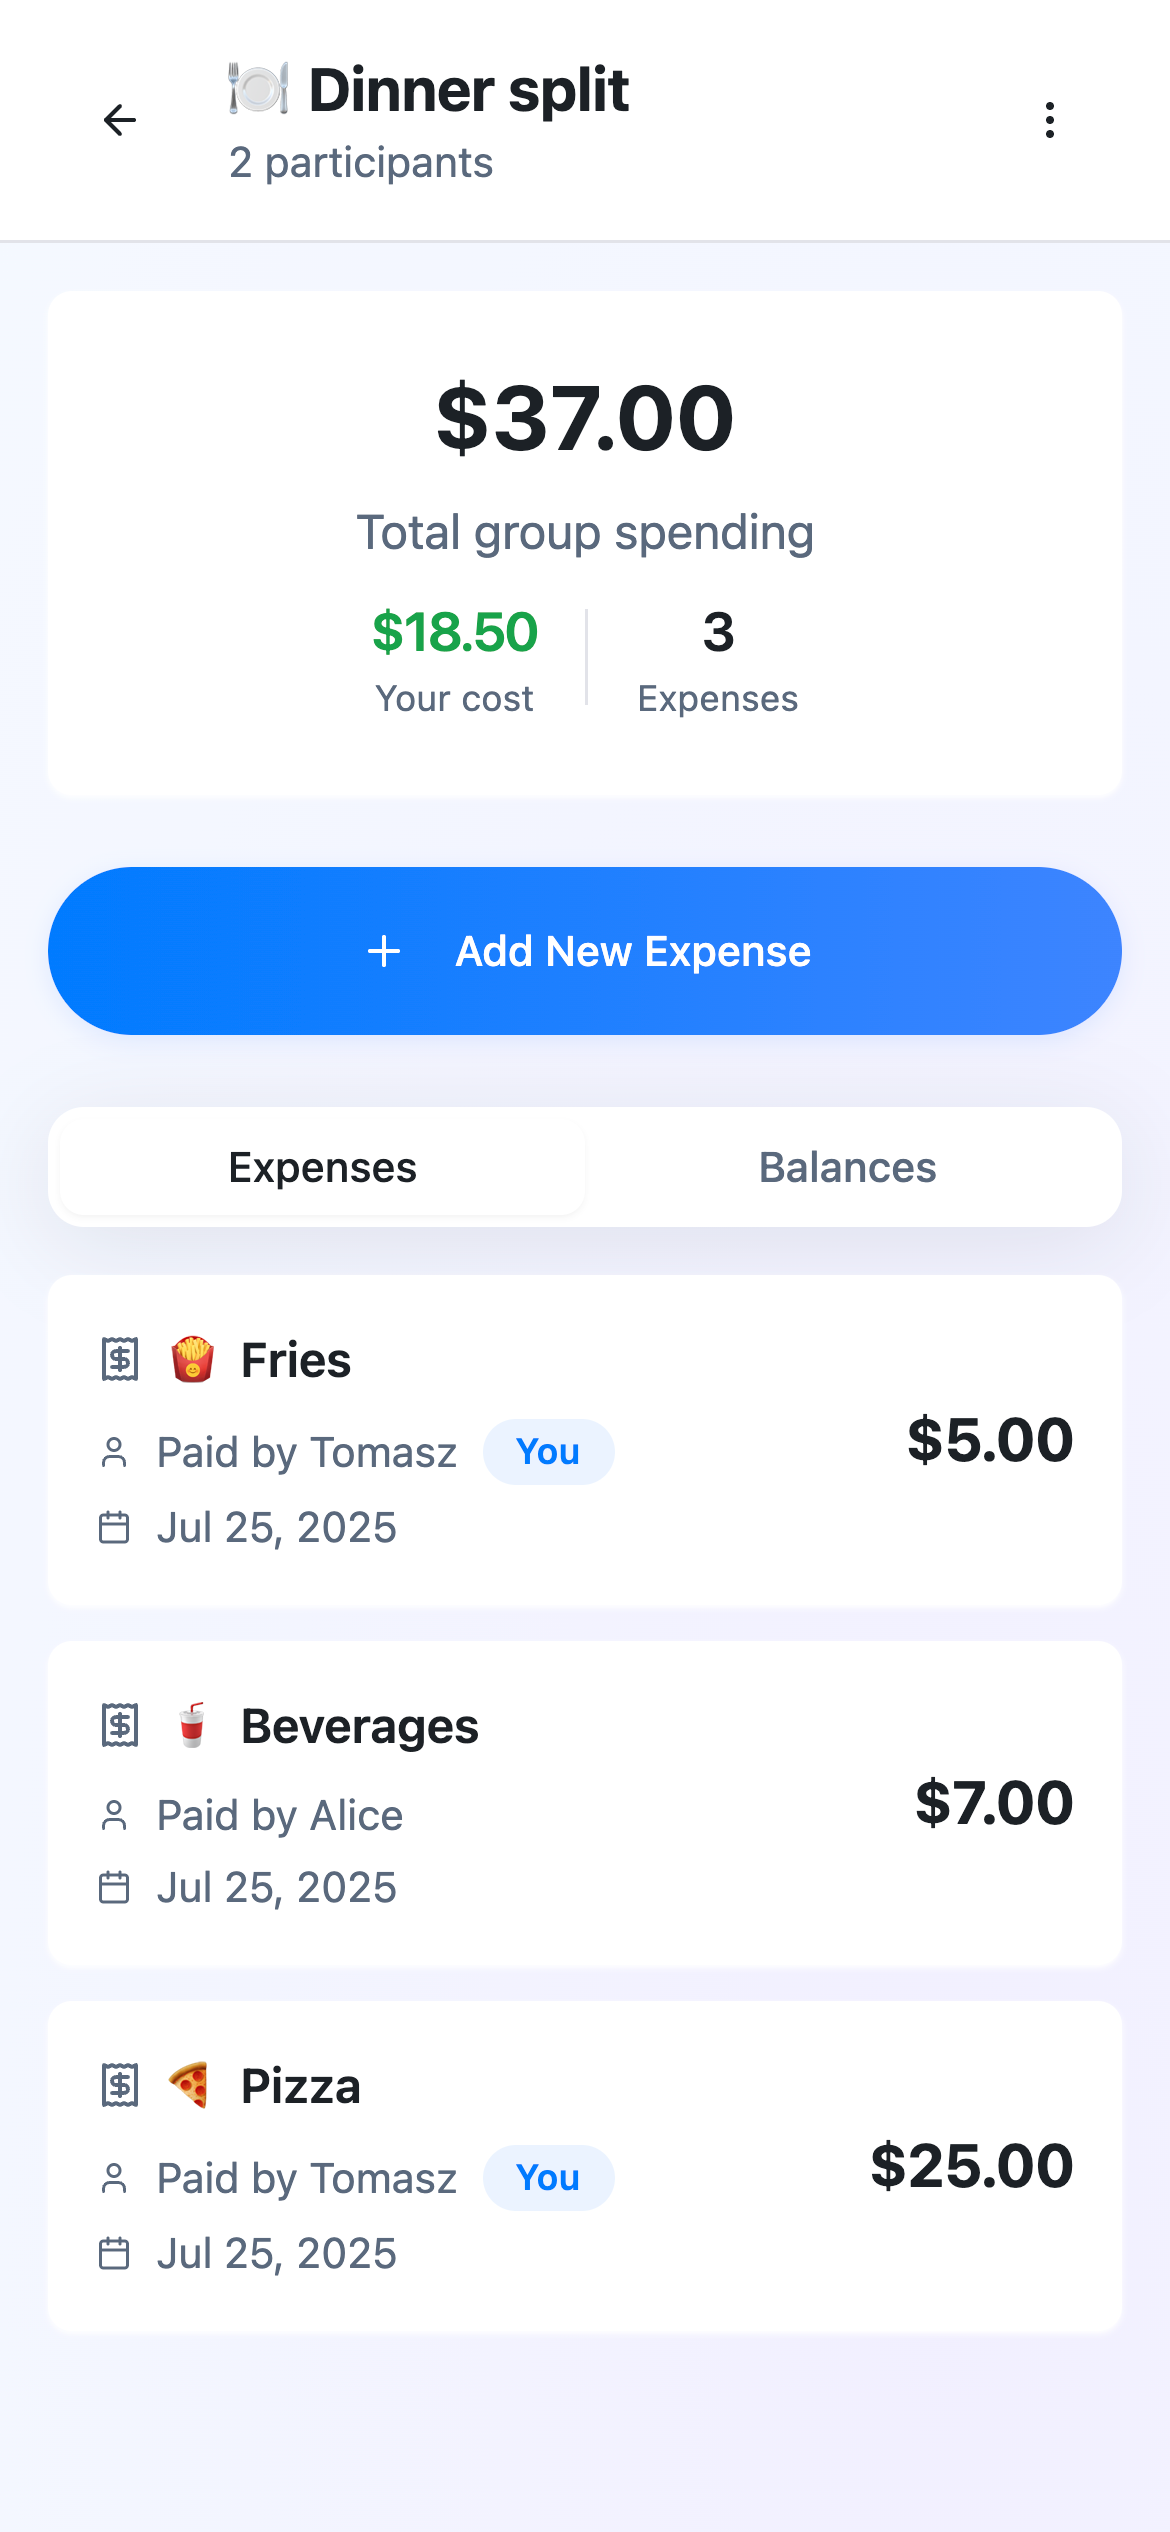 🍽️ Dinner split
2 participants
$37.00
Total group spending
$18.50
Your cost
3
Expenses
Add New Expense
Expenses
Balances
🍟 Fries
Paid by Tomasz You
$5.00
Jul 25, 2025
🥤 Beverages
Paid by Alice
$7.00
Jul 25, 2025
🍕 Pizza
Paid by Tomasz You
$25.00
Jul 25, 2025